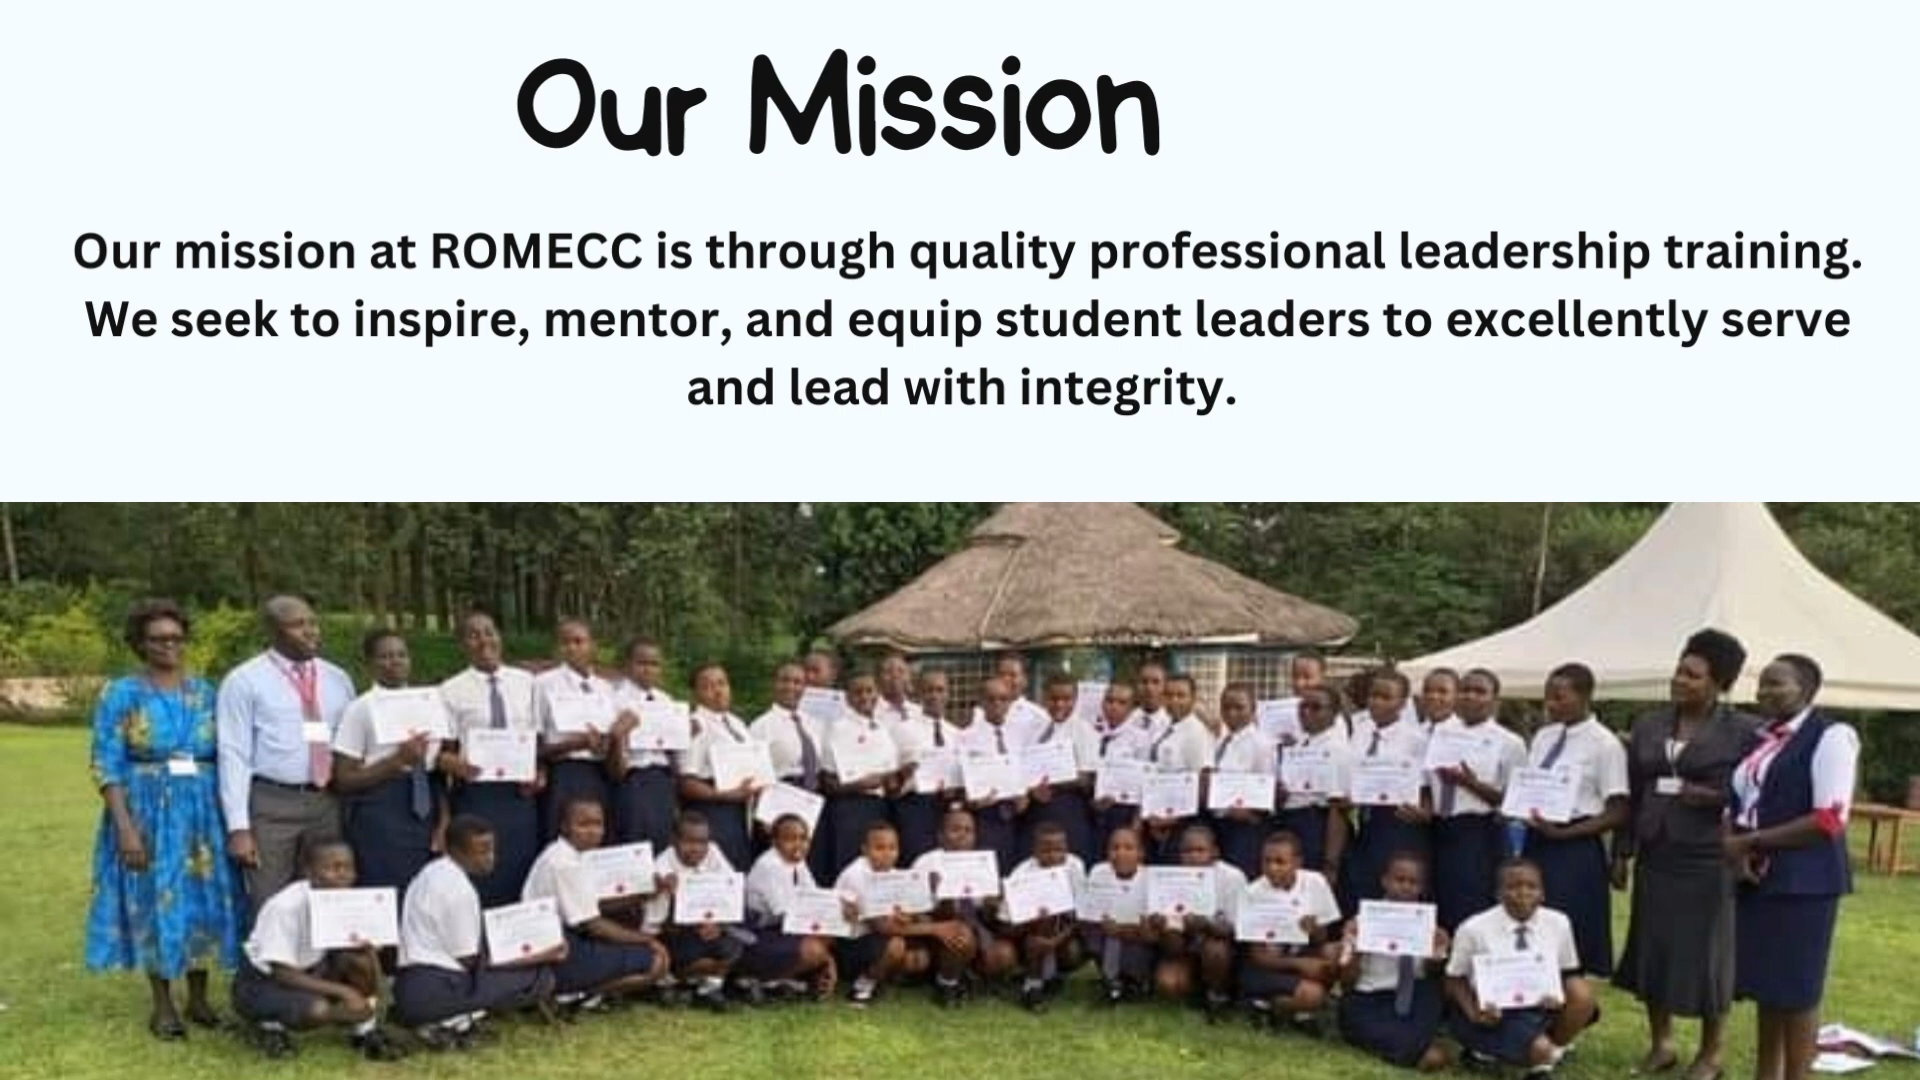 Our Mission
Our mission at ROMECC is through quality professional leadership training.
We seek to inspire, mentor, and equip student leaders to excellently serve
and lead with integrity.